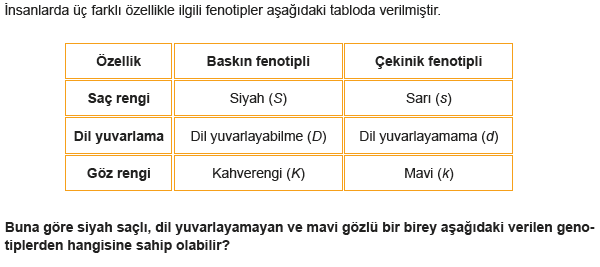 İnsanlarda üç farklı özellikle ilgili fenotipler aşağıdaki tabloda verilmiştir.
Özellik Baskın fenotipli Çekinik fenotipli
Saç rengi Siyah (S) Sarı (s)
Dil yuvarlama Dil yuvarlayabilme (D) Dil yuvarlayamama (d)
Göz rengi Kahverengi (K) Mavi (k)
Buna göre siyah saçlı, dil yuvarlayamayan ve mavi gözlü bir birey aşağıdaki verilen geno-
tiplerden hangisine sahip olabilir?